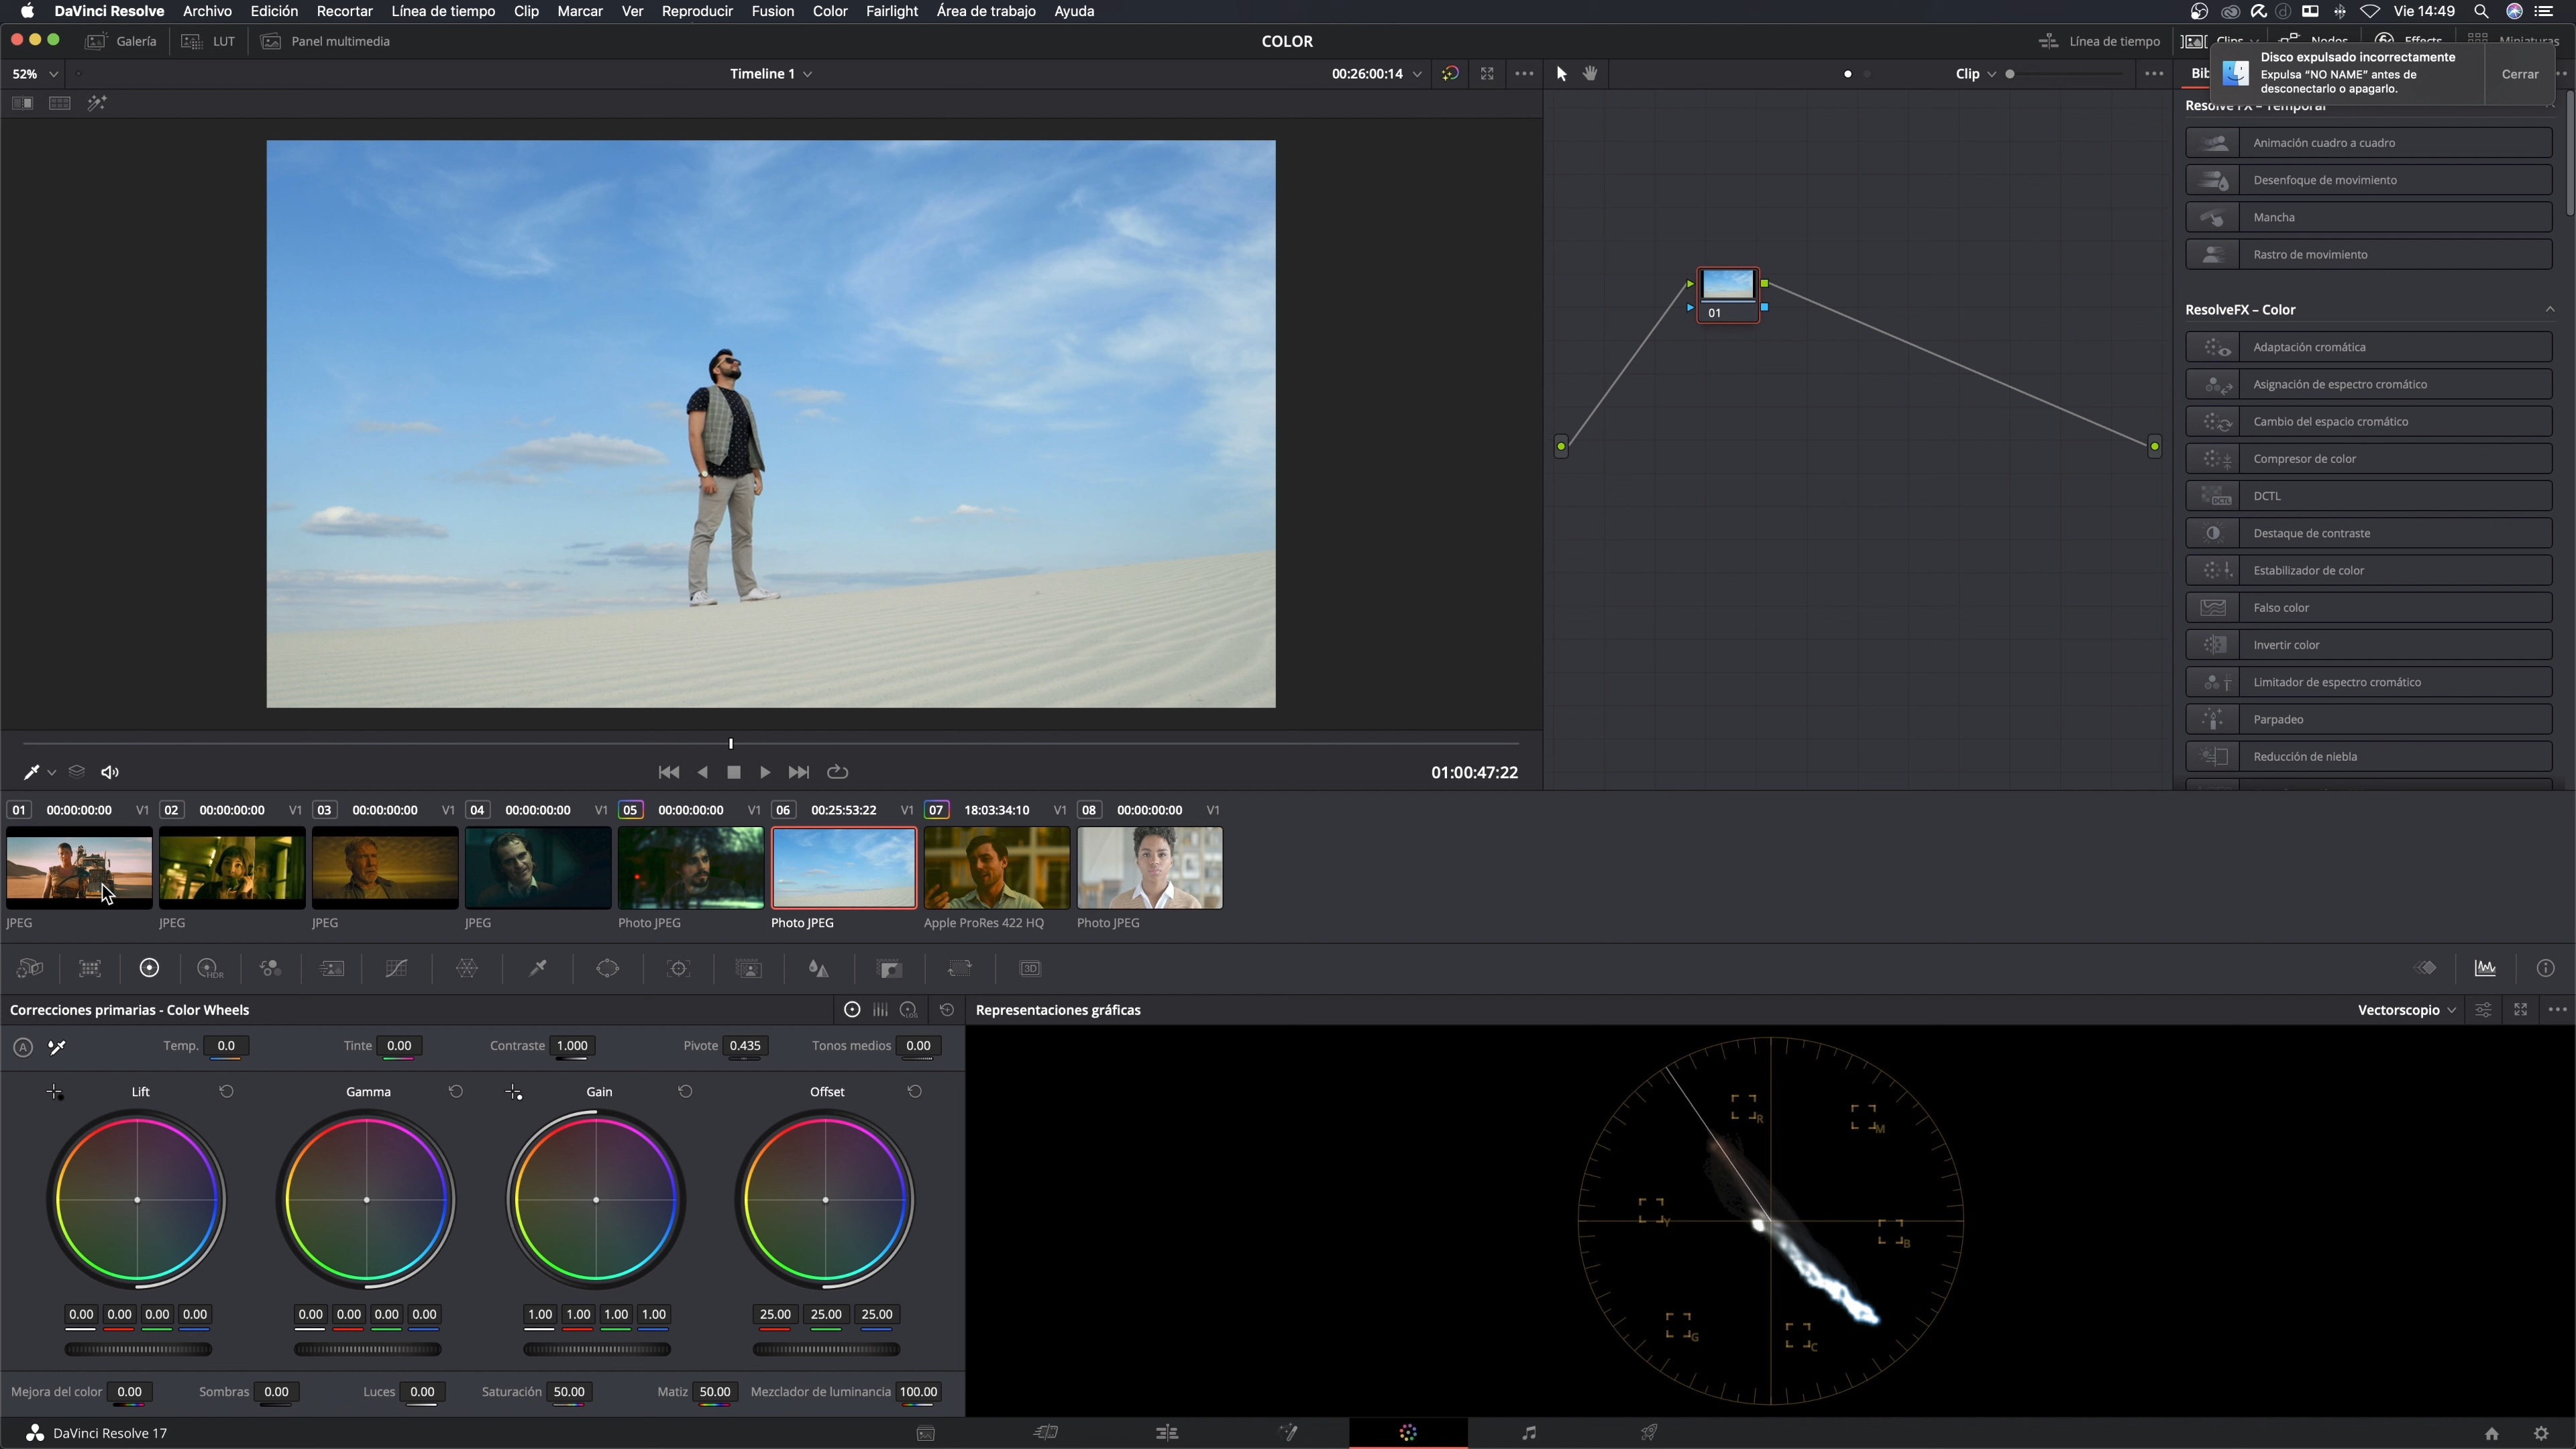 DaVinci Resolve Archivo Edición Recortar Línea de tiempo Clip Marcar Ver Reproducir Fusion Color Fairlight Área de trabajo Ayuda Vie 14:49
Galería LUT Panel multimedia COLOR Línea de tiempo Clips Nodos Effects Miniaturas
Disco expulsado incorrectamente
Expulsa “NO NAME” antes de
desconectarlo o apagarlo.
Cerrar
52% Timeline 1 00:26:00:14 Clip Bib
Resolve FX – Temporal
Animación cuadro a cuadro
Desenfoque de movimiento
Mancha
Rastro de movimiento
ResolveFX – Color
Adaptación cromática
Asignación de espectro cromático
Cambio del espacio cromático
Compresor de color
DCTL DCTL
Destaque de contraste
Estabilizador de color
Falso color
Invertir color
Limitador de espectro cromático
Parpadeo
Reducción de niebla
01
01:00:47:22
01 00:00:00:00 V1 02 00:00:00:00 V1 03 00:00:00:00 V1 04 00:00:00:00 V1 05 00:00:00:00 V1 06 00:25:53:22 V1 07 18:03:34:10 V1 08 00:00:00:00 V1
JPEG JPEG JPEG JPEG Photo JPEG Photo JPEG Apple ProRes 422 HQ Photo JPEG
HDR 3D
Correcciones primarias - Color Wheels LOG Representaciones gráficas Vectorscopio
A Temp. 0.0 Tinte 0.00 Contraste 1.000 Pivote 0.435 Tonos medios 0.00
Lift Gamma Gain Offset
R M Y B G C
0.00 0.00 0.00 0.00 0.00 0.00 0.00 0.00 1.00 1.00 1.00 1.00 25.00 25.00 25.00
Mejora del color 0.00 Sombras 0.00 Luces 0.00 Saturación 50.00 Matiz 50.00 Mezclador de luminancia 100.00
DaVinci Resolve 17